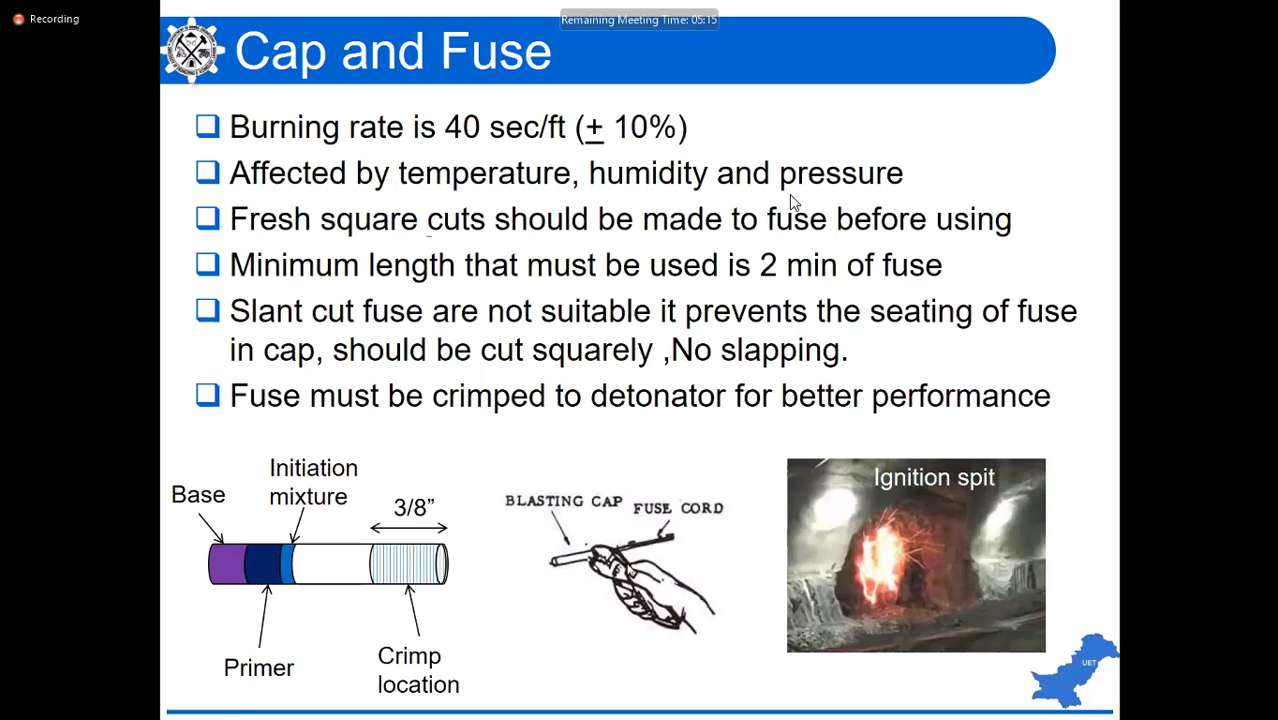 Recording
Remaining Meeting Time: 05:15
Cap and Fuse
Burning rate is 40 sec/ft (± 10%)
Affected by temperature, humidity and pressure
Fresh square cuts should be made to fuse before using
Minimum length that must be used is 2 min of fuse
Slant cut fuse are not suitable it prevents the seating of fuse
in cap, should be cut squarely ,No slapping.
Fuse must be crimped to detonator for better performance
Initiation
mixture
Base
3/8”
Primer
Crimp
location
BLASTING CAP
FUSE CORD
Ignition spit
UET